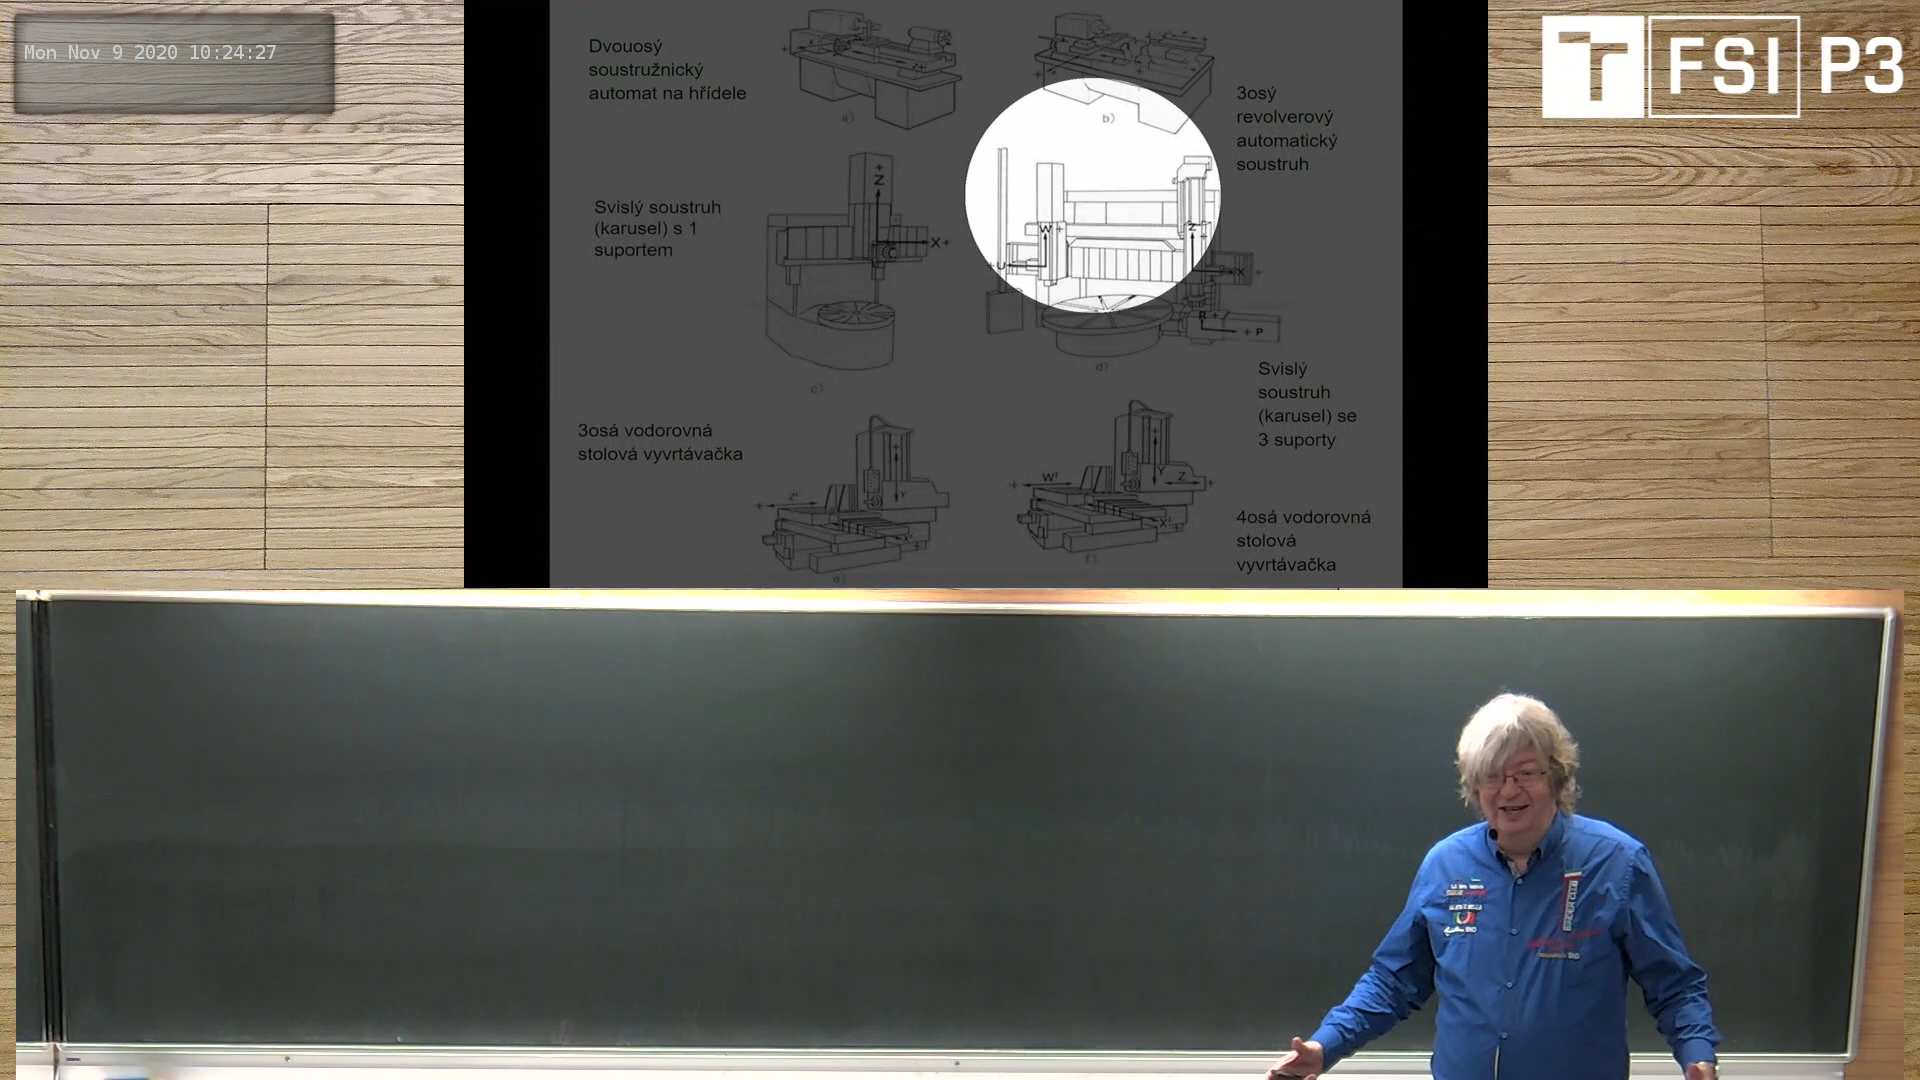 Mon Nov 9 2020 10:24:27
T FSI P3
Dvouosý
soustružnický
automat na hřídele
a)
b)
3osý
revolverový
automatický
soustruh
Svislý soustruh
(karusel) s 1
suportem
+
Z
X+
c)
W +
+ U
Z +
X +
R +
+ P
d)
Svislý
soustruh
(karusel) se
3 suporty
3osá vodorovná
stolová vyvrtávačka
e)
+ W'
Y
Z +
X'
f)
4osá vodorovná
stolová
vyvrtávačka